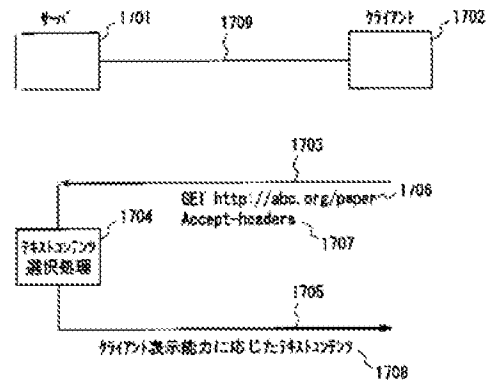 サーバ 1701 1709 クライアント 1702
1703
GET http://abc.org/paper 1706
Accept-headers 1707
1704
テキストコンテンツ
選択処理
1705
クライアント表示能力に応じたテキストコンテンツ
1708